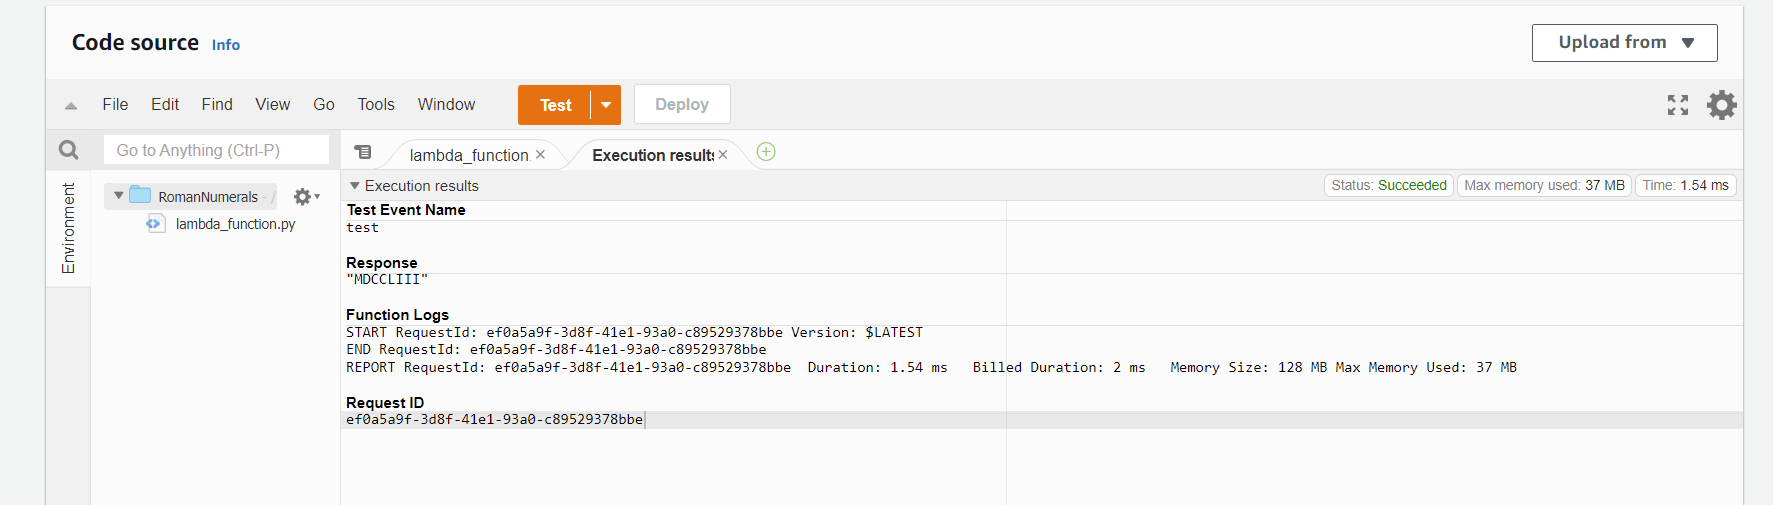 Code source Info
Upload from
File Edit Find View Go Tools Window Test Deploy
Go to Anything (Ctrl-P)
lambda_function.
Execution results
Environment
RomanNumerals - /
lambda_function.py
Execution results
Status: Succeeded Max memory used: 37 MB Time: 1.54 ms
Test Event Name
test
Response
"MDCCLIII"
Function Logs
START RequestId: ef0a5a9f-3d8f-41e1-93a0-c89529378bbe Version: $LATEST
END RequestId: ef0a5a9f-3d8f-41e1-93a0-c89529378bbe
REPORT RequestId: ef0a5a9f-3d8f-41e1-93a0-c89529378bbe Duration: 1.54 ms Billed Duration: 2 ms Memory Size: 128 MB Max Memory Used: 37 MB
Request ID
ef0a5a9f-3d8f-41e1-93a0-c89529378bbe